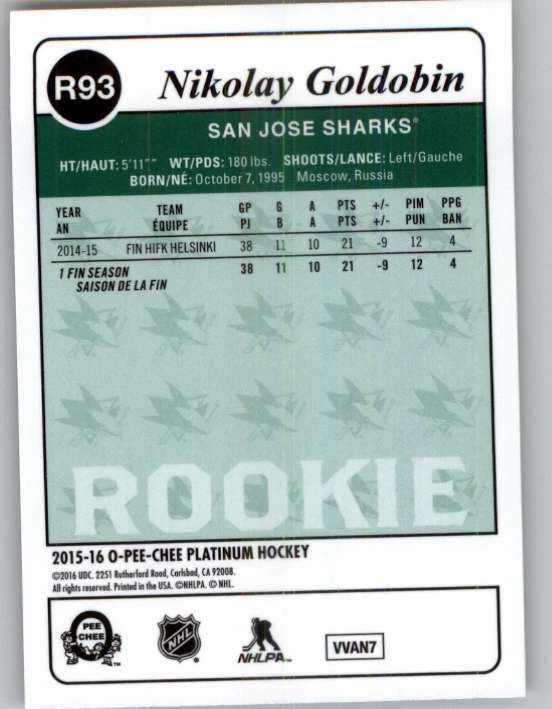 R93 Nikolay Goldobin
SAN JOSE SHARKS®
HT/HAUT: 5'11"" WT/PDS: 180 lbs. SHOOTS/LANCE: Left/Gauche
BORN/NÉ: October 7, 1995 Moscow, Russia
YEAR TEAM GP G A PTS +/- PIM PPG
AN ÉQUIPE PJ B A PTS +/- PUN BAN
2014-15 FIN HIFK HELSINKI 38 11 10 21 -9 12 4
1 FIN SEASON 38 11 10 21 -9 12 4
SAISON DE LA FIN
ROOKIE
2015-16 O-PEE-CHEE PLATINUM HOCKEY
©2016 UDC. 2251 Rutherford Road, Carlsbad, CA 92008.
All rights reserved. Printed in the USA. ©NHLPA. © NHL.
PEE
CHEE
TM
NHL
NHLPA™
VVAN7